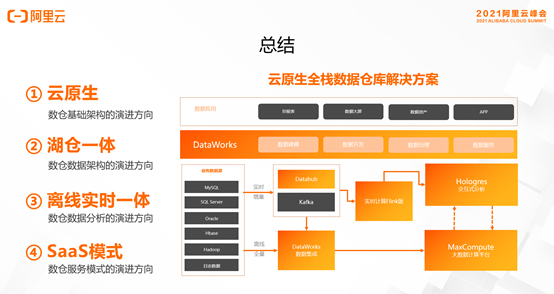 阿里云
2021阿里云峰会
2021 ALIBABA CLOUD SUMMIT
总结
① 云原生
数仓基础架构的演进方向
② 湖仓一体
数仓数据架构的演进方向
③ 离线实时一体
数仓数据分析的演进方向
④ SaaS模式
数仓服务模式的演进方向
云原生全栈数据仓库解决方案
数据应用
数据大屏
数据资产
APP
DataWorks
数据建模
数据开发
数据治理
数据服务
业务数据源
MySQL
SQL Server
Oracle
Hbase
Hadoop
日志数据
实时
增量
离线
全量
Datahub
Kafka
DataWorks
数据集成
实时计算Flink版
Hologres
交互式分析
MaxCompute
大数据计算平台